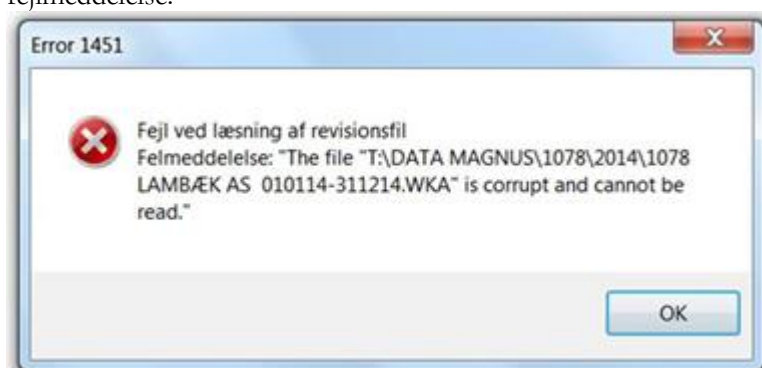 fejlmeddelelse.
Error 1451
Fejl ved læsning af revisionsfil
Felmeddelelse: "The file "T:\DATA MAGNUS\1078\2014\1078
LAMBÆK AS  010114-311214.WKA" is corrupt and cannot be
read."
OK